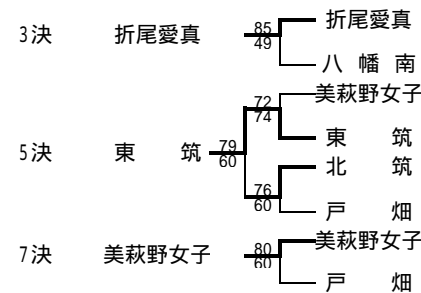 3決 折尾愛真 85 折尾愛真
49
八 幡 南
72 美萩野女子
74
東 筑
5決 東 筑 79
60
北 筑
76
60
戸 畑
7決 美萩野女子 80 美萩野女子
60
戸 畑